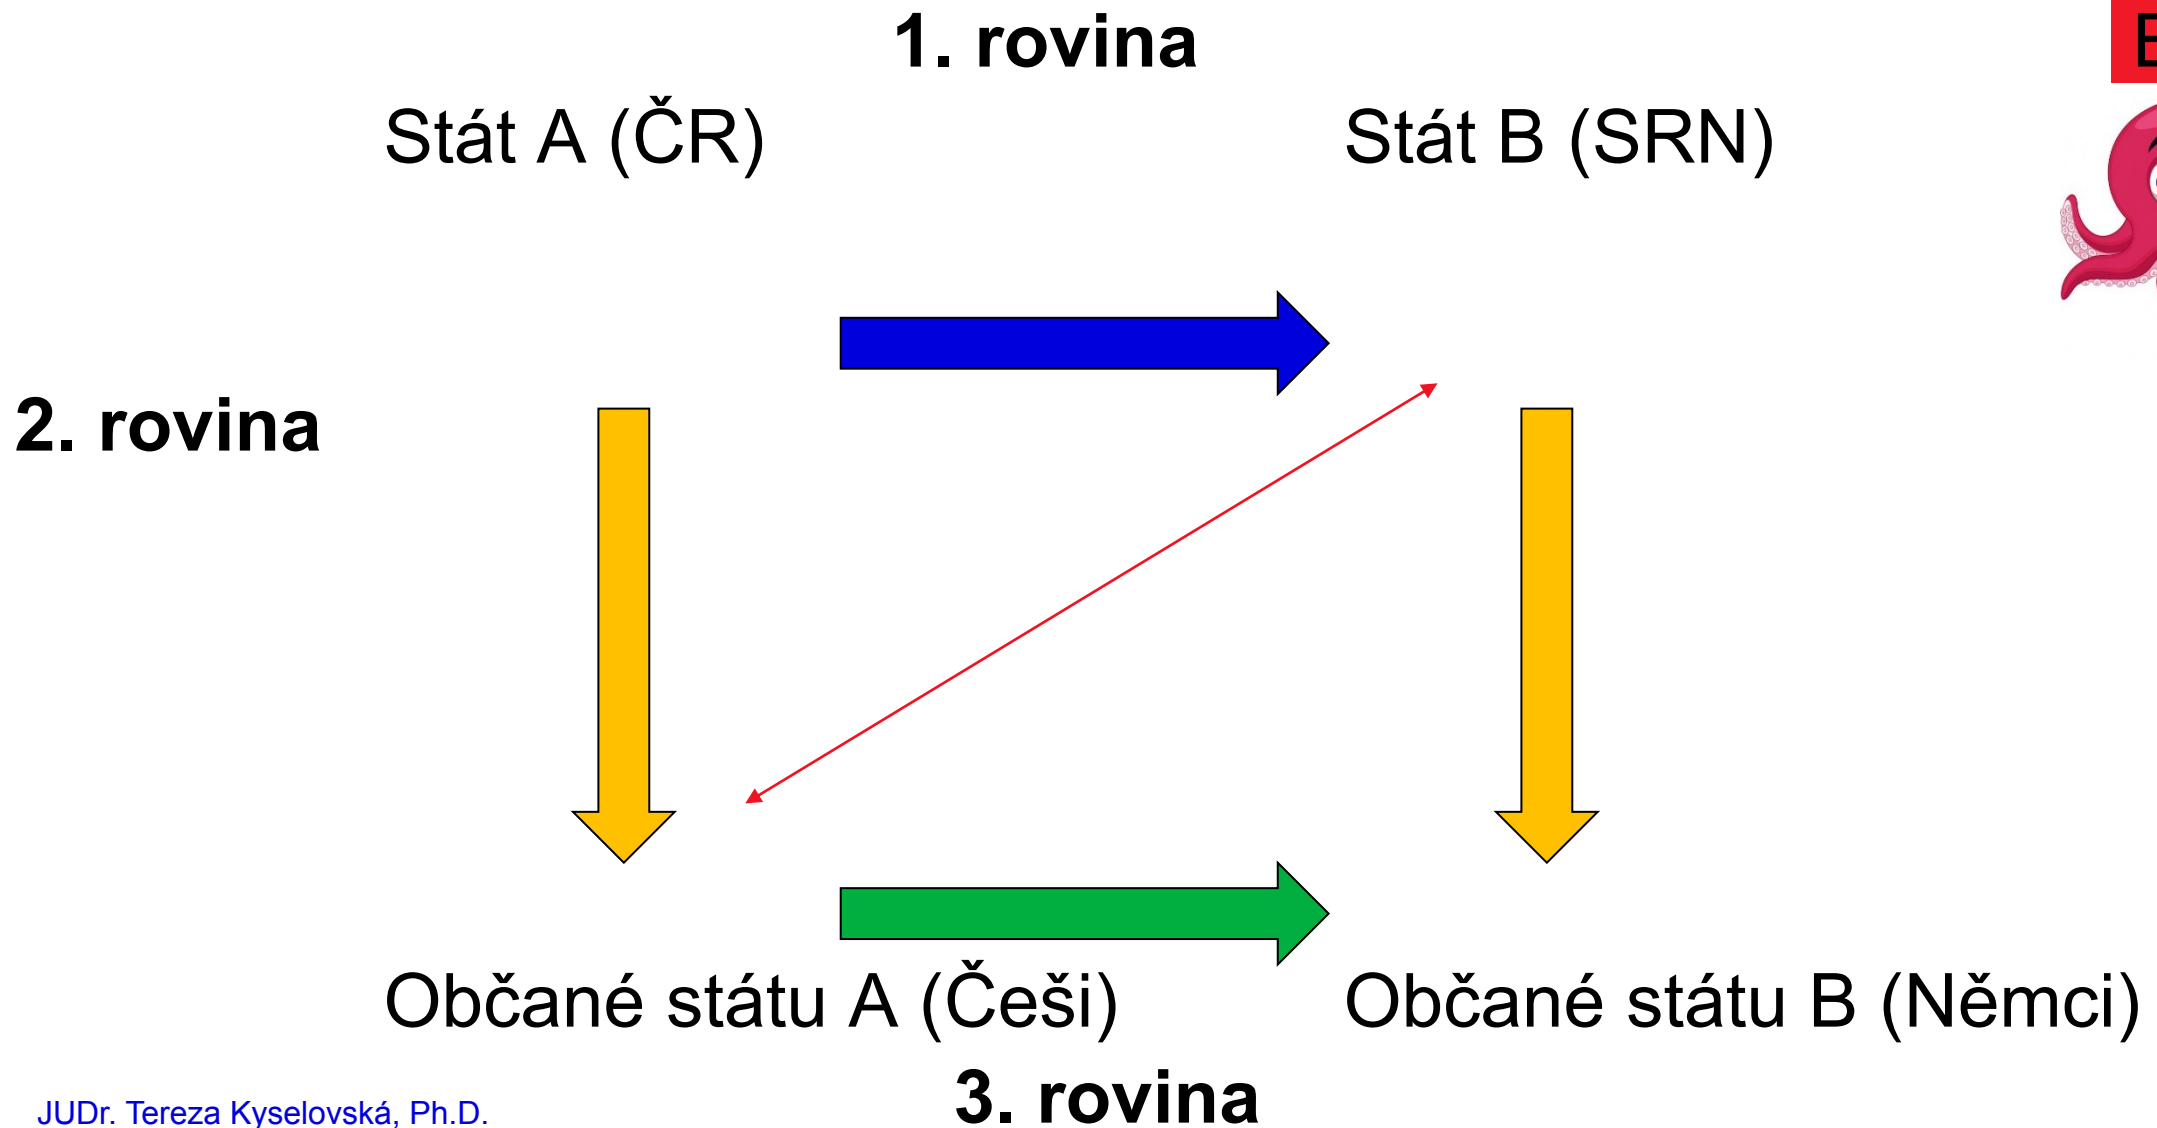 1. rovina
Stát A (ČR)
Stát B (SRN)
2. rovina
Občané státu A (Češi)
Občané státu B (Němci)
3. rovina
JUDr. Tereza Kyselovská, Ph.D.